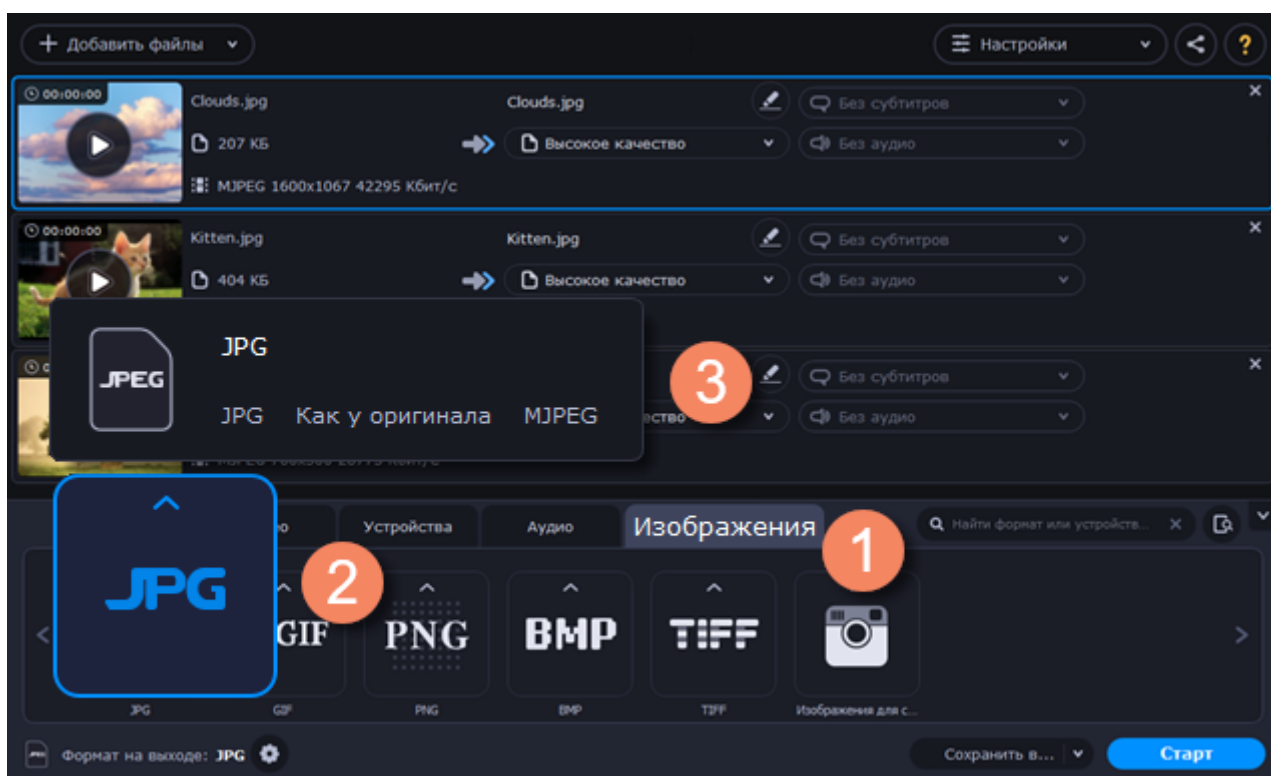 Добавить файлы
Настройки
?
00:00:00
Clouds.jpg
Clouds.jpg
Без субтитров
207 КБ
Высокое качество
Без аудио
MJPEG 1600x1067 42295 Кбит/с
00:00:00
Kitten.jpg
Kitten.jpg
Без субтитров
404 КБ
Высокое качество
Без аудио
JPG
JPEG
JPG Как у оригинала MJPEG
3
Без субтитров
Без аудио
Устройства
Аудио
Изображения
1
Найти формат или устройств...
2
JPG
GIF
PNG
BMP
TIFF
JPG
GIF
PNG
BMP
TIFF
Изображения для с...
Формат на выходе: JPG
Сохранить в...
Старт